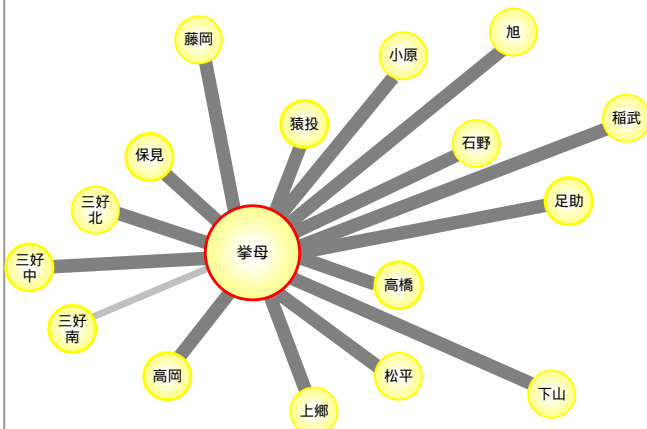 旭
藤岡
小原
稲武
猿投
石野
保見
足助
三好
北
挙母
三好
中
高橋
三好
南
高岡
松平
下山
上郷